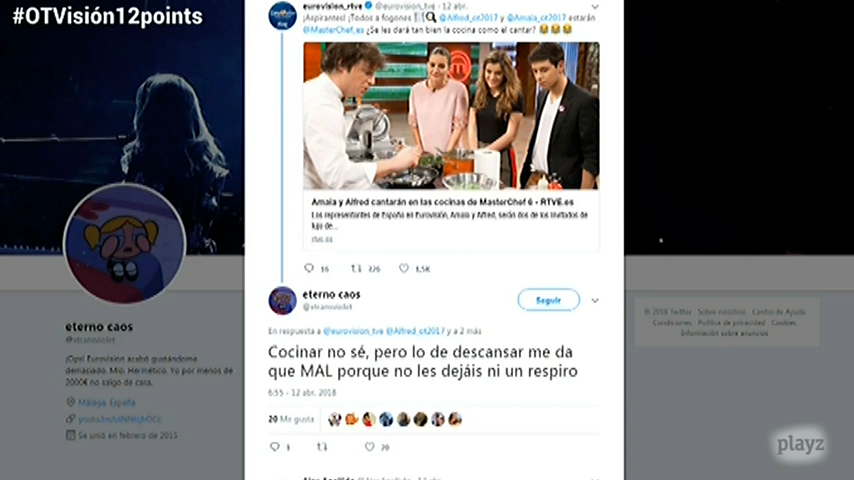 #OTVisión12points
eurovision_rtve @eurovision_tve · 12 abr.
¡Aspirantes! ¡Todos a fogones @Alfred_ot2017 y @Amaia_ot2017 estarán
@MasterChef_es ¿Se les dará tan bien la cocina como el cantar?
Amaia y Alfred cantarán en las cocinas de MasterChef 6 - RTVE.es
Los representantes de España en Eurovisión, Amaia y Alfred, serán dos de los invitados de
lujo de...
rtve.es
16 226 1,5K
eterno caos
@xtranviolet
Seguir
En respuesta a @eurovision_tve @Alfred_ot2017 y a 2 más
Cocinar no sé, pero lo de descansar me da
que MAL porque no les dejáis ni un respiro
6:55 - 12 abr. 2018
20 Me gusta
20
eterno caos
¡Opa! Eurovision acabó gustándome
demasiado. Mio. Hermético. Yo por menos de
2000€ no salgo de casa.
Málaga, España
Se unió en febrero de 2015
© 2018 Twitter Sobre nosotros Centro de Ayuda
Condiciones Política de privacidad Cookies
Información sobre anuncios
playz